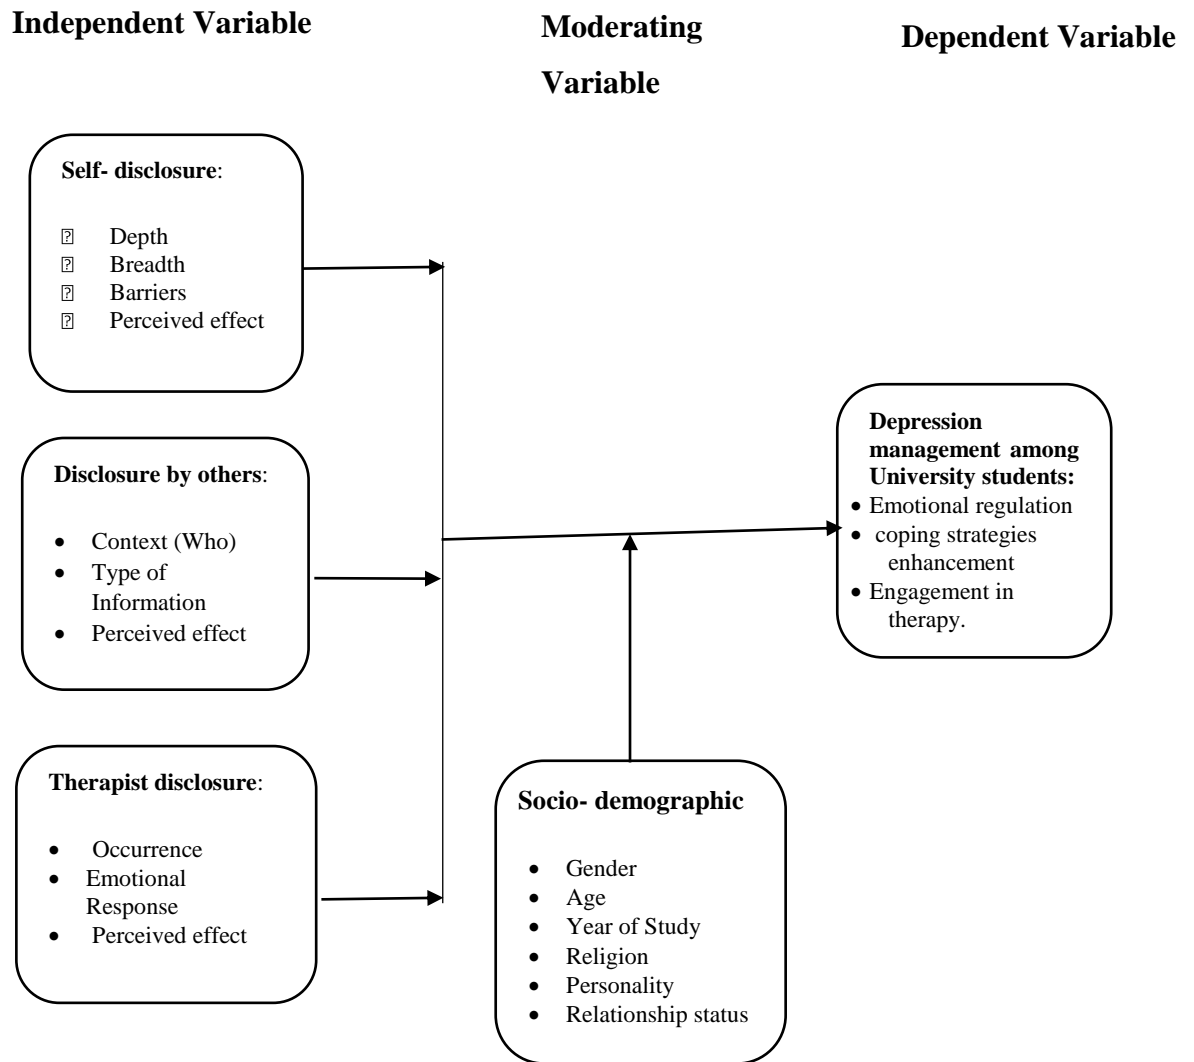 Independent Variable
Moderating
Variable
Dependent Variable
Self- disclosure:
⍰ Depth
⍰ Breadth
⍰ Barriers
⍰ Perceived effect
Disclosure by others:
• Context (Who)
• Type of
Information
• Perceived effect
Therapist disclosure:
• Occurrence
• Emotional
Response
• Perceived effect
Socio- demographic
• Gender
• Age
• Year of Study
• Religion
• Personality
• Relationship status
Depression
management among
University students:
• Emotional regulation
• coping strategies
enhancement
• Engagement in
therapy.